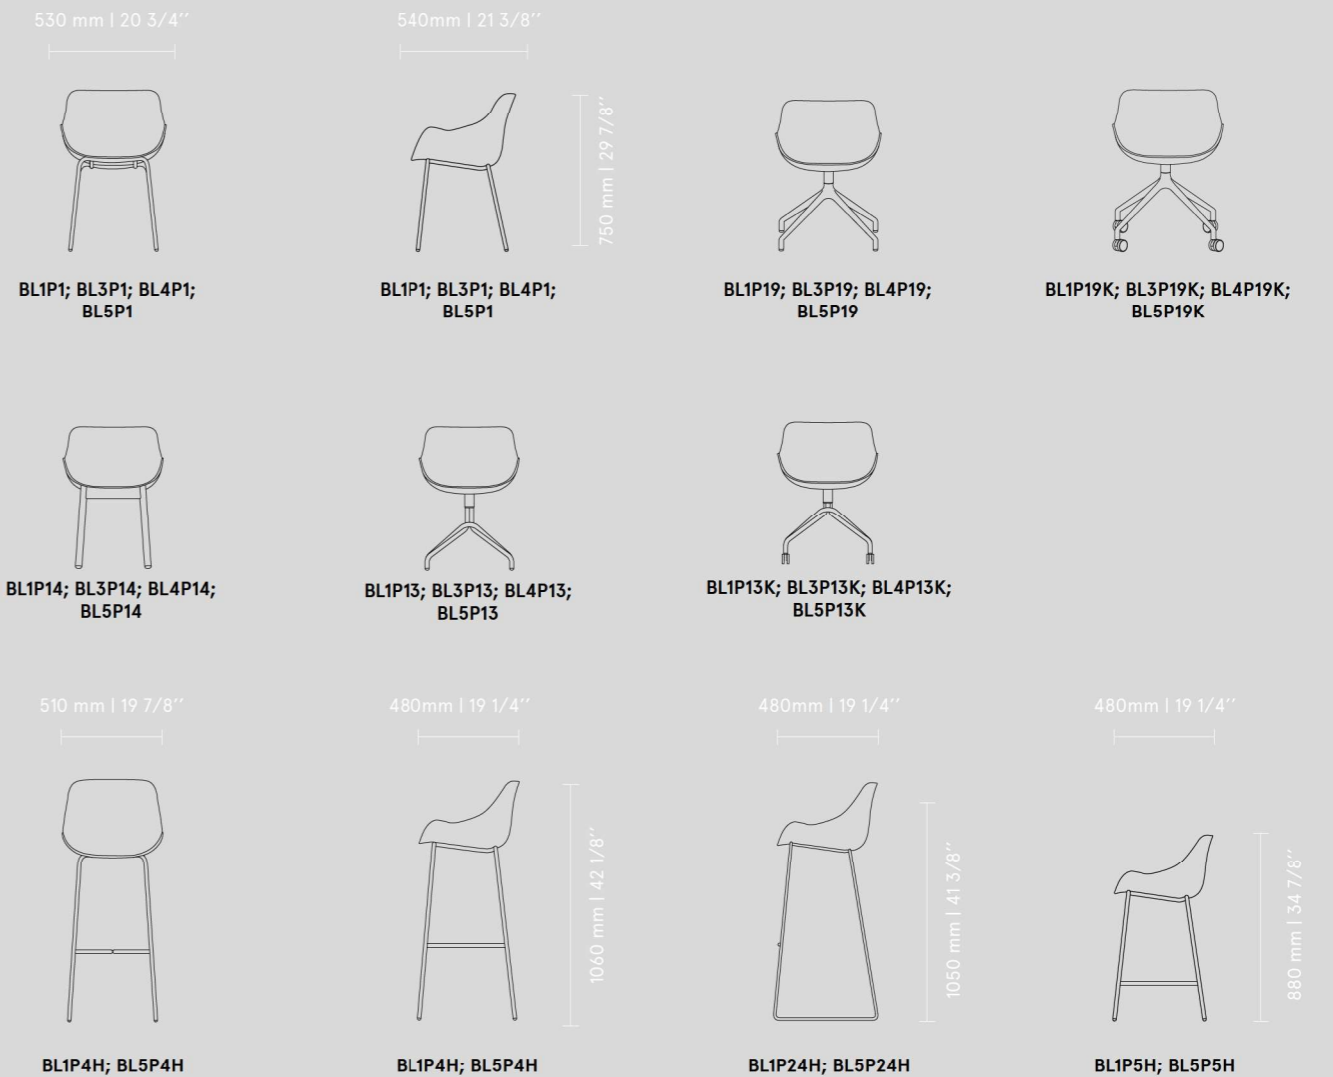 530 mm | 20 3/4′′
540mm | 21 3/8′′
750 mm | 29 7/8′′
BL1P1; BL3P1; BL4P1;
BL5P1
BL1P1; BL3P1; BL4P1;
BL5P1
BL1P19; BL3P19; BL4P19;
BL5P19
BL1P19K; BL3P19K; BL4P19K;
BL5P19K
BL1P14; BL3P14; BL4P14;
BL5P14
BL1P13; BL3P13; BL4P13;
BL5P13
BL1P13K; BL3P13K; BL4P13K;
BL5P13K
510 mm | 19 7/8′′
480mm | 19 1/4′′
480mm | 19 1/4′′
480mm | 19 1/4′′
1060 mm | 42 1/8′′
1050 mm | 41 3/8′′
880 mm | 34 7/8′′
BL1P4H; BL5P4H
BL1P4H; BL5P4H
BL1P24H; BL5P24H
BL1P5H; BL5P5H